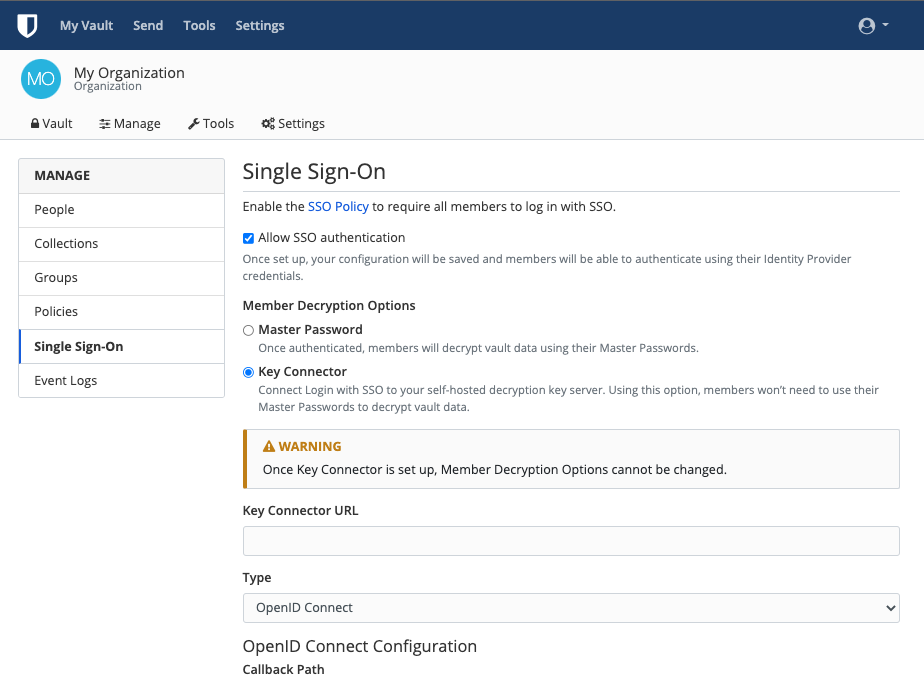 My Vault Send Tools Settings
MO
My Organization
Organization
Vault Manage Tools Settings
MANAGE
People
Collections
Groups
Policies
Single Sign-On
Event Logs
Single Sign-On
Enable the SSO Policy to require all members to log in with SSO.
Allow SSO authentication
Once set up, your configuration will be saved and members will be able to authenticate using their Identity Provider
credentials.
Member Decryption Options
Master Password
Once authenticated, members will decrypt vault data using their Master Passwords.
Key Connector
Connect Login with SSO to your self-hosted decryption key server. Using this option, members won’t need to use their
Master Passwords to decrypt vault data.
WARNING
Once Key Connector is set up, Member Decryption Options cannot be changed.
Key Connector URL
Type
OpenID Connect
OpenID Connect Configuration
Callback Path